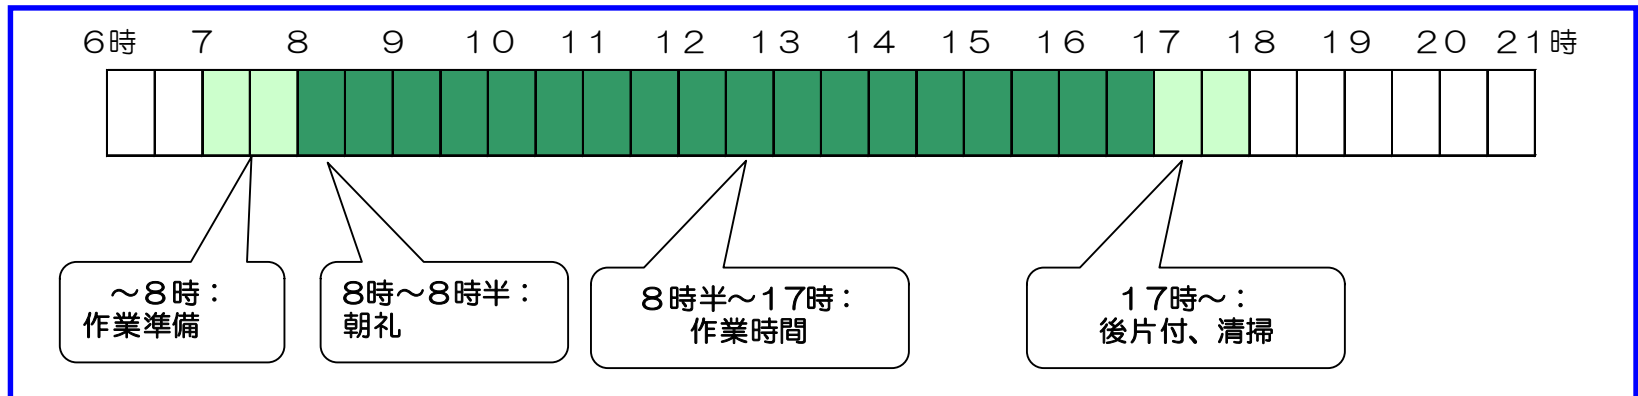 6時 7 8 9 10 11 12 13 14 15 16 17 18 19 20 21時
～8時：
作業準備
8時～8時半：
朝礼
8時半～17時：
作業時間
17時～：
後片付、清掃